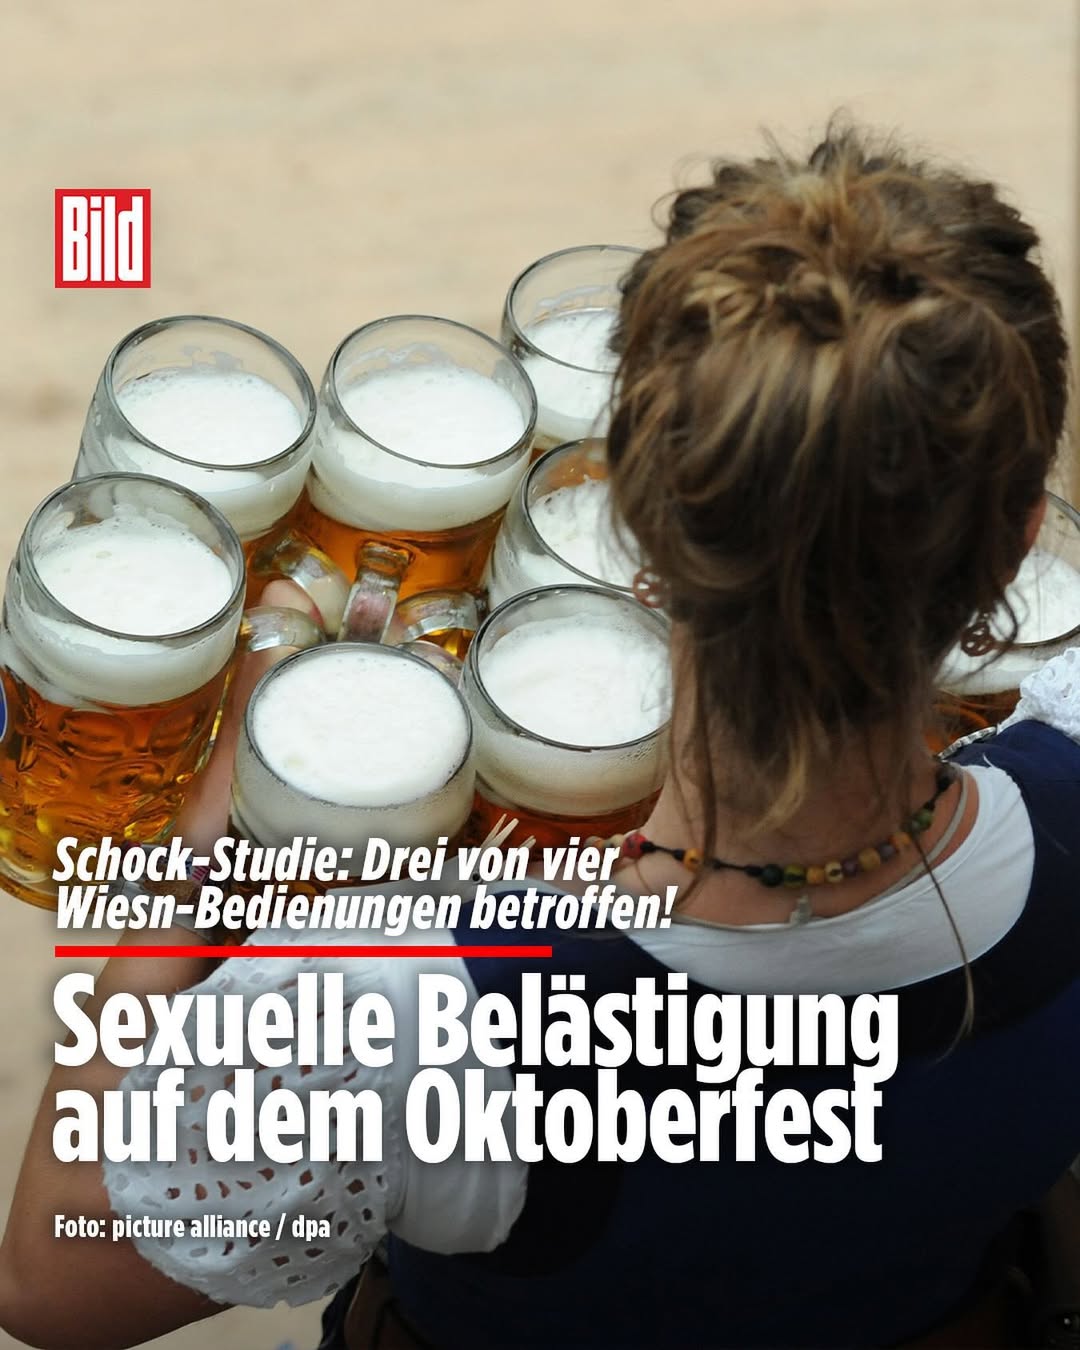 Bild
Schock-Studie: Drei von vier
Wiesn-Bedienungen betroffen!
Sexuelle Belästigung
auf dem Oktoberfest
Foto: picture alliance / dpa